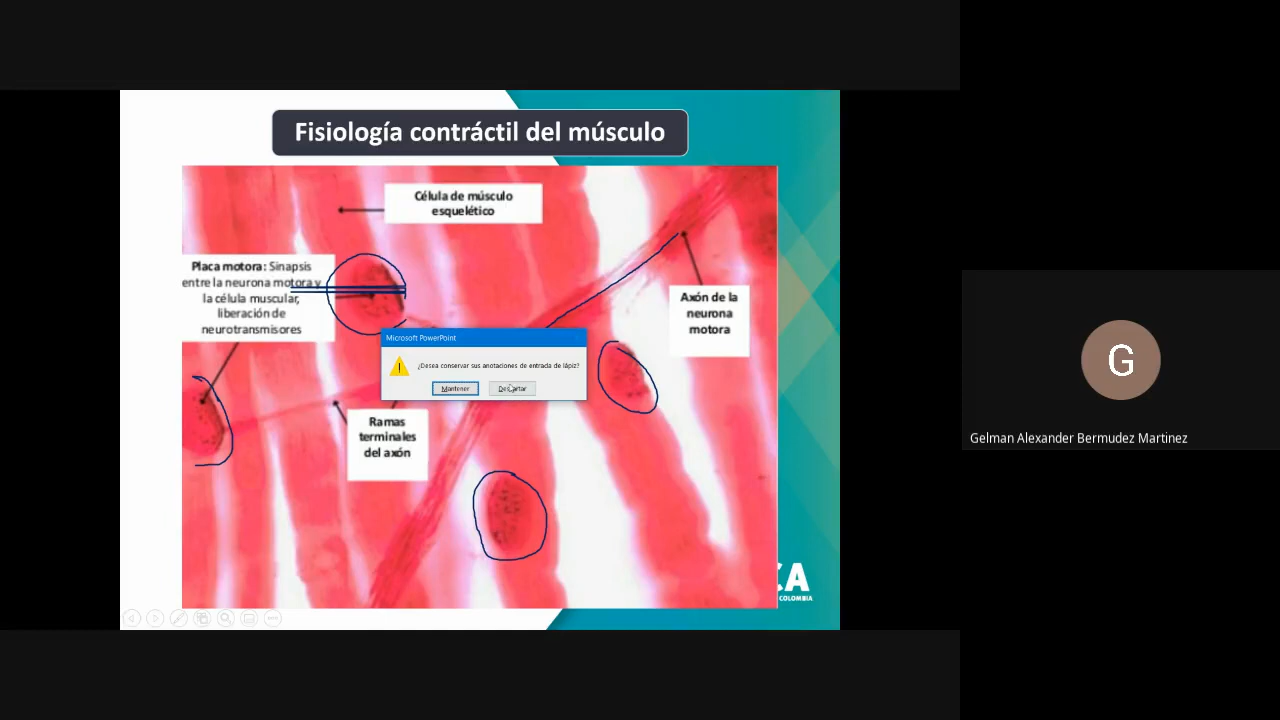 Fisiología contráctil del músculo
Célula de músculo
esquelético
Placa motora: Sinapsis
entre la neurona motora y
la célula muscular,
liberación de
neurotransmisores
Axón de la
neurona
motora
Microsoft PowerPoint
¿Desea conservar sus anotaciones de entrada de lápiz?
Mantener
Descartar
Ramas
terminales
del axón
CA
COLOMBIA
G
Gelman Alexander Bermudez Martinez